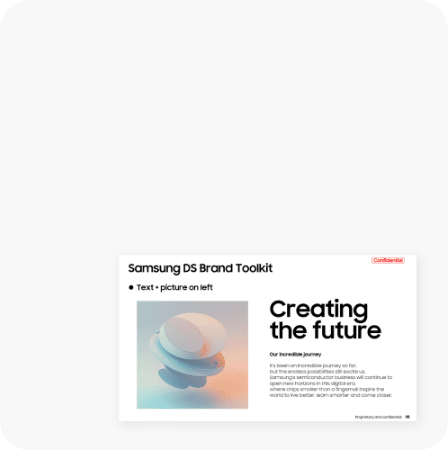 Samsung DS Brand Toolkit
Confidential
Text + picture on left
Creating
the future
Our incredible journey
It's been an incredible journey so far,
but the endless possibilities still excite us.
Samsung's semiconductor business will continue to
open new horizons in this digital era,
where chips smaller than a fingernail inspire the
world to live better, learn smarter and come closer.
Proprietary and confidential